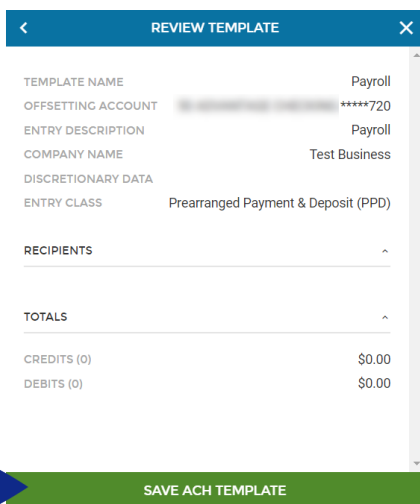 REVIEW TEMPLATE
TEMPLATE NAME Payroll
OFFSETTING ACCOUNT *****720
ENTRY DESCRIPTION Payroll
COMPANY NAME Test Business
DISCRETIONARY DATA
ENTRY CLASS Prearranged Payment & Deposit (PPD)
RECIPIENTS
TOTALS
CREDITS (0) $0.00
DEBITS (0) $0.00
SAVE ACH TEMPLATE